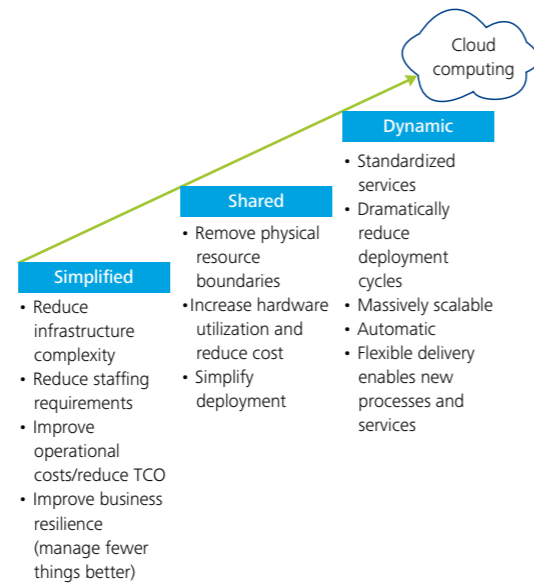 Cloud
computing
Dynamic
• Standardized
services
• Dramatically
reduce
deployment
cycles
• Massively scalable
• Automatic
• Flexible delivery
enables new
processes and
services
Shared
• Remove physical
resource
boundaries
•Increase hardware
utilization and
reduce cost
• Simplify
deployment
Simplified
• Reduce
infrastructure
complexity
• Reduce staffing
requirements
• Improve
operational
costs/reduce TCO
• Improve business
resilience
(manage fewer
things better)